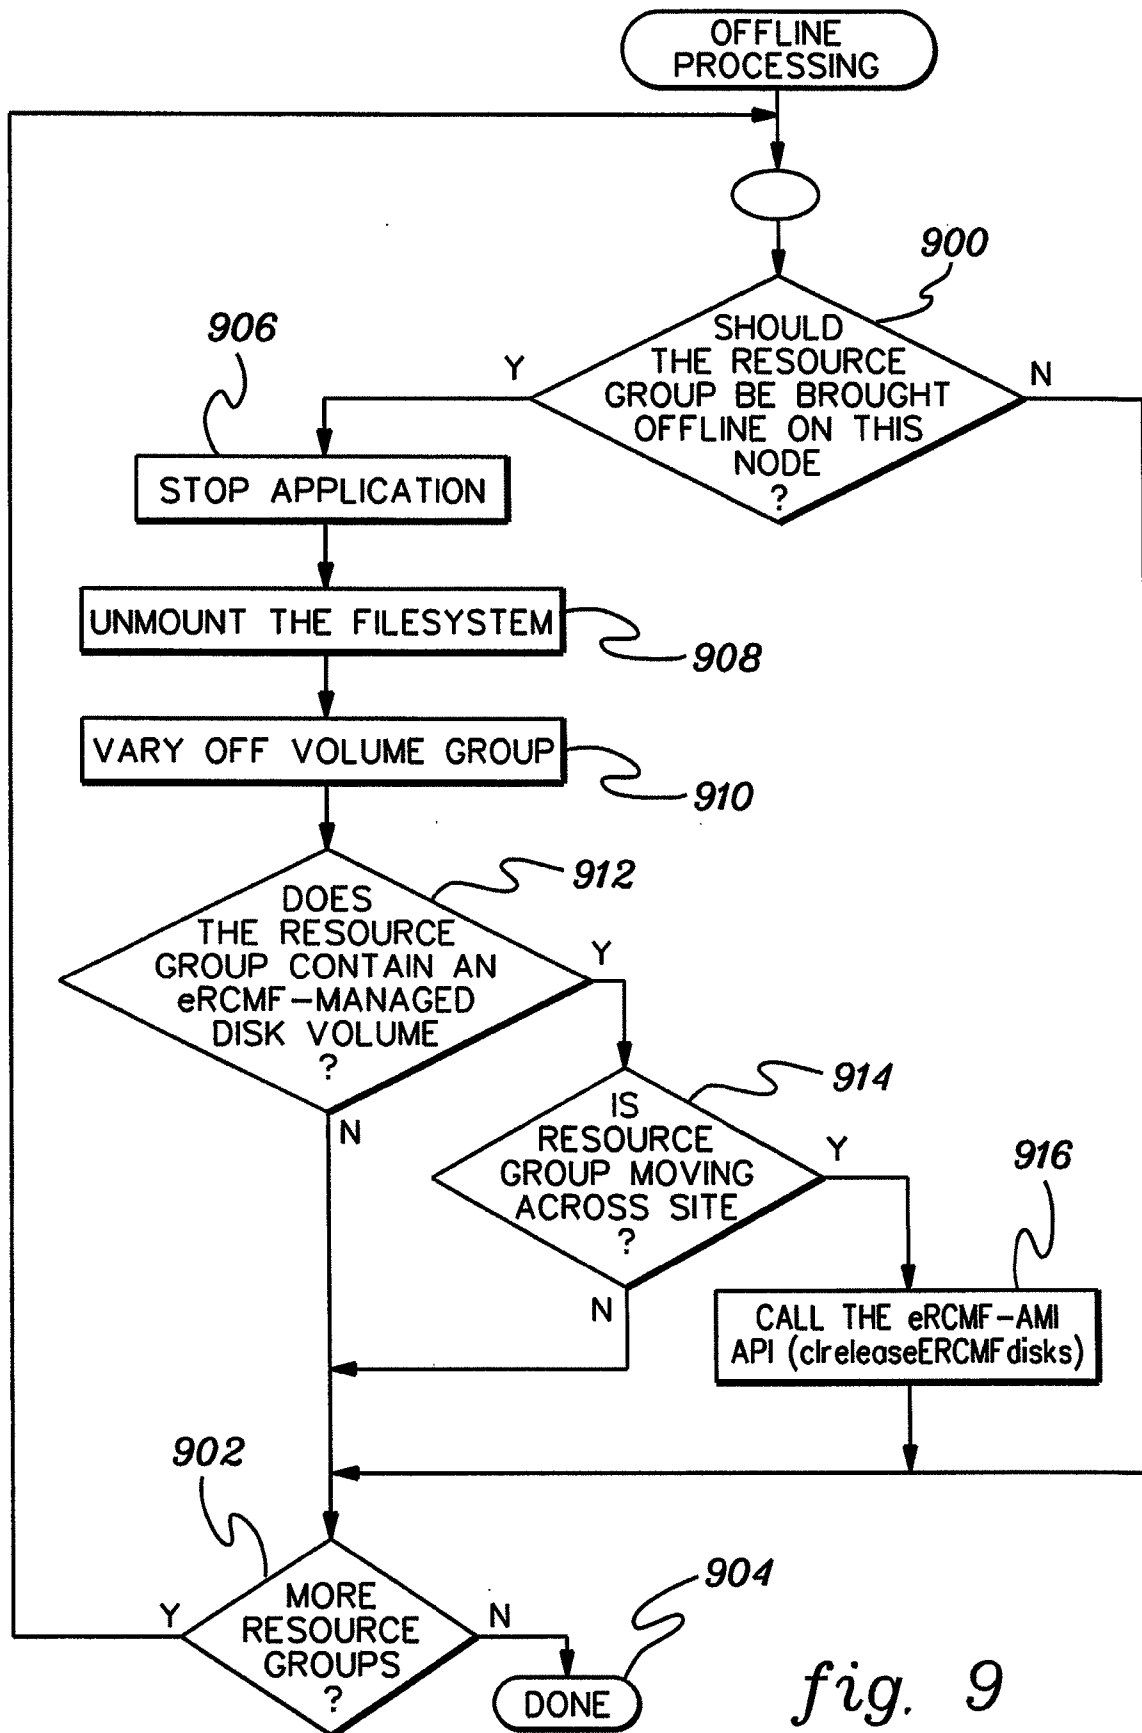 OFFLINE
PROCESSING
900
SHOULD
THE RESOURCE
GROUP BE BROUGHT
OFFLINE ON THIS
NODE
?
Y
N
906
STOP APPLICATION
UNMOUNT THE FILESYSTEM
908
VARY OFF VOLUME GROUP
910
912
DOES
THE RESOURCE
GROUP CONTAIN AN
eRCMF-MANAGED
DISK VOLUME
?
Y
N
914
IS
RESOURCE
GROUP MOVING
ACROSS SITE
?
Y
N
916
CALL THE eRCMF-AMI
API (clreleaseERCMFdisks)
902
MORE
RESOURCE
GROUPS
?
Y
N
904
DONE
fig. 9